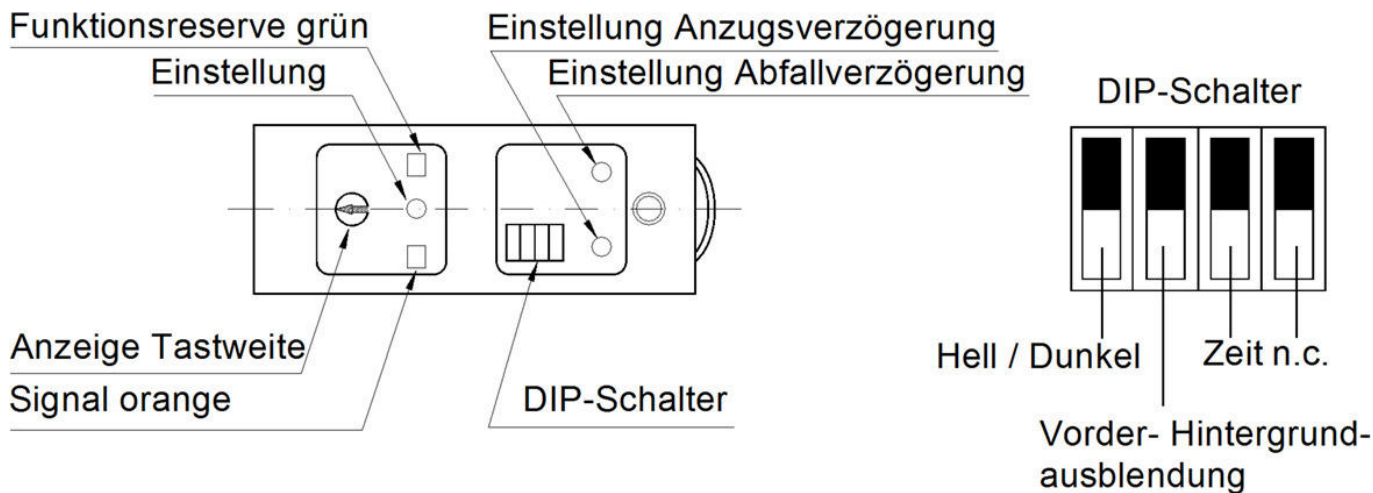 Funktionsreserve grün
Einstellung
Einstellung Anzugsverzögerung
Einstellung Abfallverzögerung
DIP-Schalter
Anzeige Tastweite
Signal orange
DIP-Schalter
Hell / Dunkel
Zeit n.c.
Vorder- Hintergrund-
ausblendung